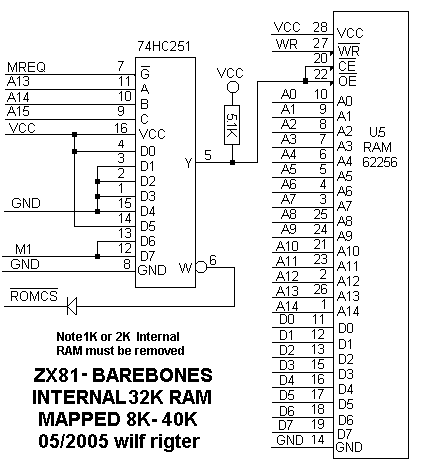 74HC251
MREQ 7 G
A13 11 A
A14 10 B
A15 9 C
VCC 16 VCC
4 D0
3 D1
2 D2
1 D3
GND 15 D4
14 D5
13 D6
M1 12 D7
GND 8 GND
Y 5
W 6
ROMCS
VCC
5.1K
VCC 28 VCC
WR 27 WR
20 CE
22 OE
A0 10 A0
A1 9 A1
A2 8 A2
A3 7 A3
A4 6 A4
A5 5 A5
A6 4 A6
A7 3 A7
A8 25 A8
A9 24 A9
A10 21 A10
A11 23 A11
A12 2 A12
A13 26 A13
A14 1 A14
D0 11 D0
D1 12 D1
D2 13 D2
D3 15 D3
D4 16 D4
D5 17 D5
D6 18 D6
D7 19 D7
GND 14 GND
U5
RAM
62256
Note1K or 2K Internal
RAM must be removed
ZX81- BAREBONES
INTERNAL 32K RAM
MAPPED 8K- 40K
05/2005 wilf rigter